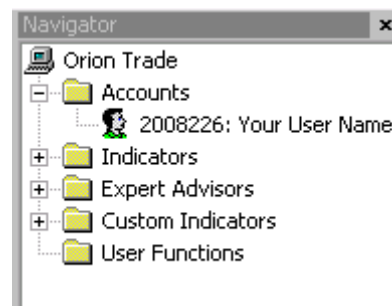 Navigator
Orion Trade
Accounts
2008226: Your User Name
Indicators
Expert Advisors
Custom Indicators
User Functions